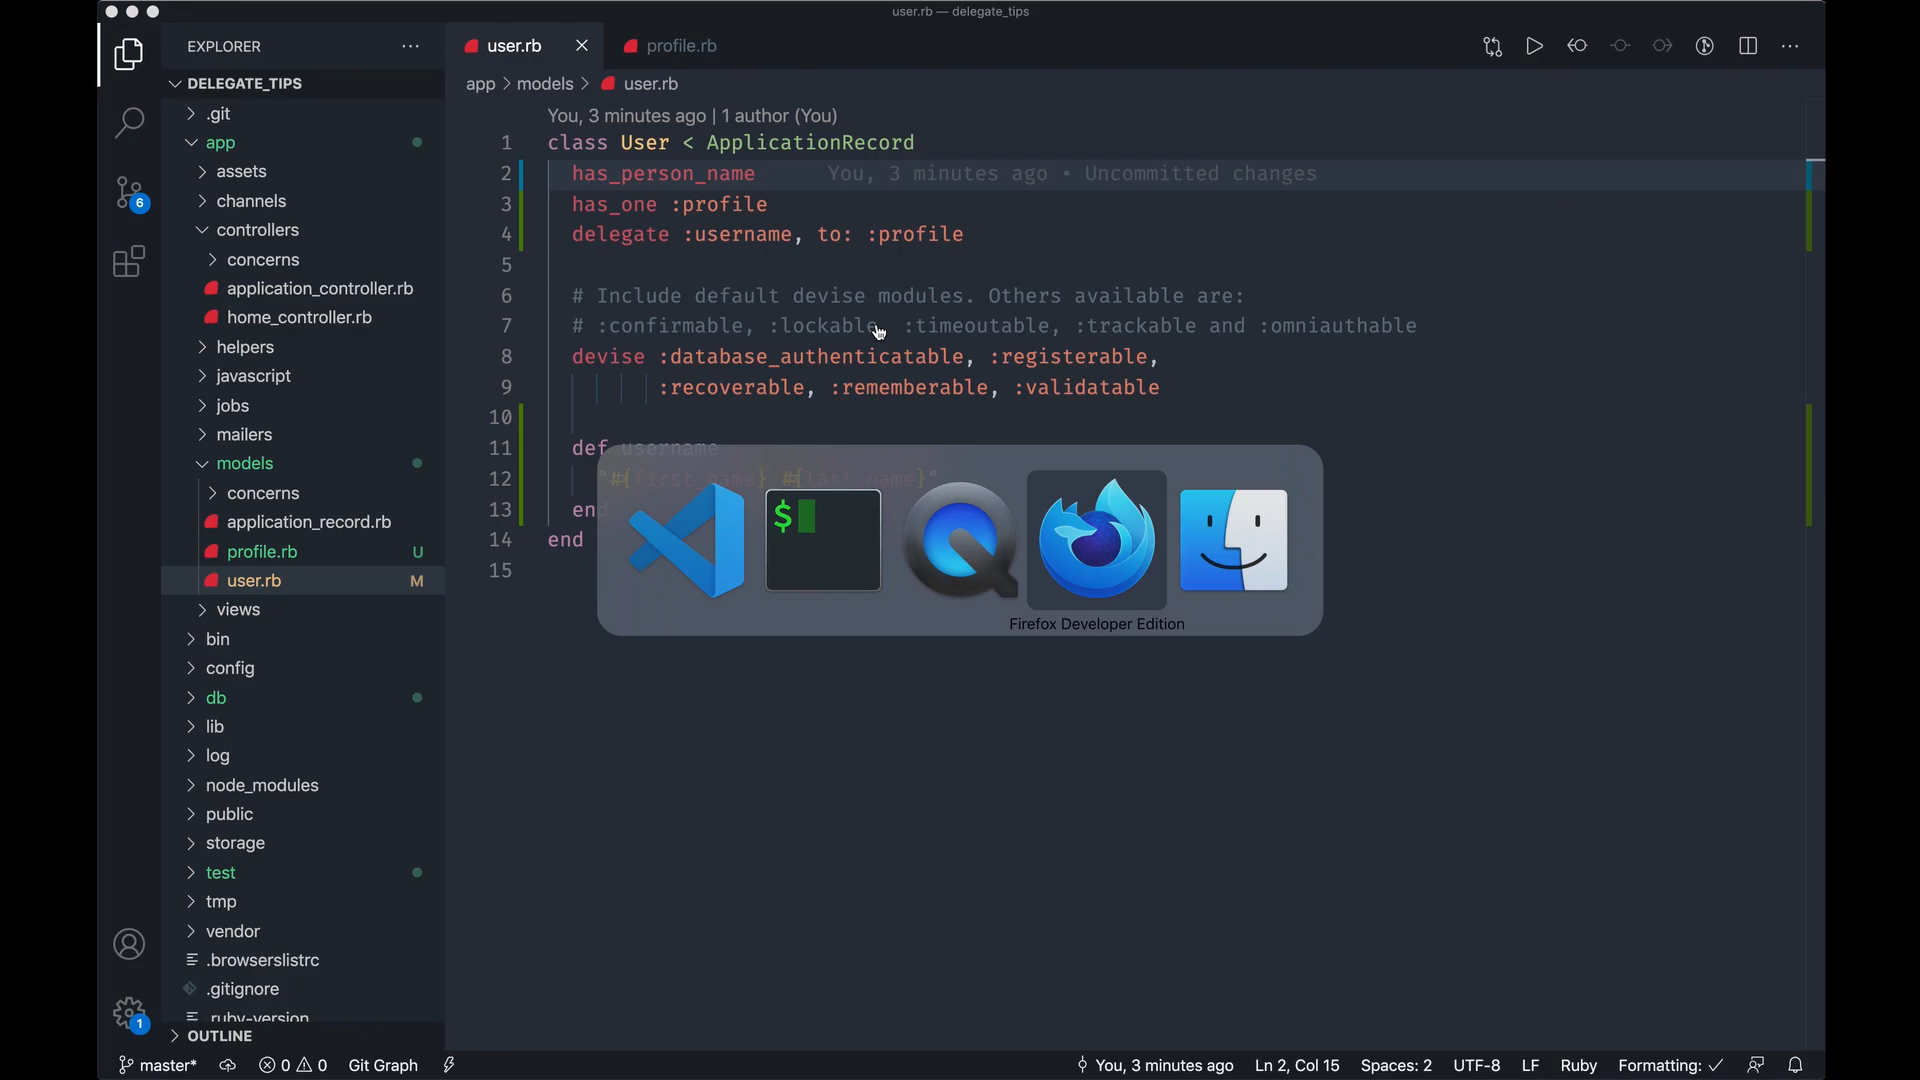 user.rb — delegate_tips
EXPLORER
user.rb
profile.rb
DELEGATE_TIPS
app > models > user.rb
.git
app
assets
channels
controllers
concerns
application_controller.rb
home_controller.rb
helpers
javascript
jobs
mailers
models
concerns
application_record.rb
profile.rb U
user.rb M
views
bin
config
db
lib
log
node_modules
public
storage
test
tmp
vendor
.browserslistrc
.gitignore
.ruby-version
OUTLINE
6
1
You, 3 minutes ago | 1 author (You)
1 class User < ApplicationRecord
2 has_person_name You, 3 minutes ago • Uncommitted changes
3 has_one :profile
4 delegate :username, to: :profile
5
6 # Include default devise modules. Others available are:
7 # :confirmable, :lockable, :timeoutable, :trackable and :omniauthable
8 devise :database_authenticatable, :registerable,
9 :recoverable, :rememberable, :validatable
10
11 def username
12 "#{first_name} #{last_name}"
13 end
14 end
15
$
Firefox Developer Edition
master* 0 0 Git Graph
You, 3 minutes ago Ln 2, Col 15 Spaces: 2 UTF-8 LF Ruby Formatting: ✓